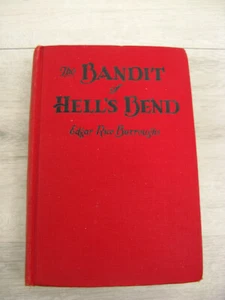 The BANDIT
of
HELL'S BEND
Edgar Rice Burroughs